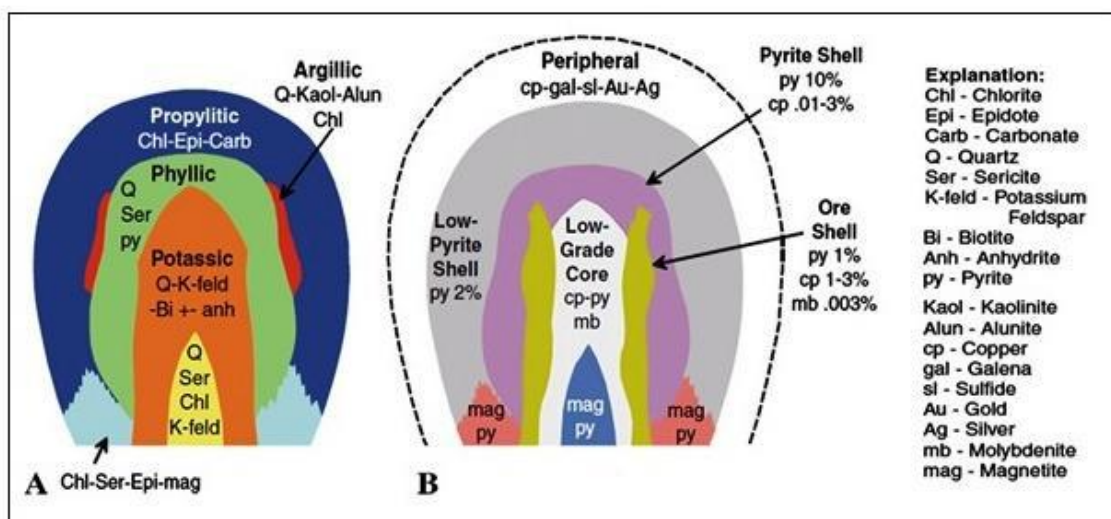 Argillic
Q-Kaol-Alun
Chl
Propylitic
Chl-Epi-Carb
Phyllic
Q
Ser
py
Potassic
Q-K-feld
-Bi +- anh
Q
Ser
Chl
K-feld
A
Chl-Ser-Epi-mag
Peripheral
cp-gal-sl-Au-Ag
Pyrite Shell
py 10%
cp .01-3%
Low-
Pyrite
Shell
py 2%
Low-
Grade
Core
cp-py
mb
Ore
Shell
py 1%
cp 1-3%
mb .003%
mag
py
mag
py
mag
py
B
Explanation:
Chl - Chlorite
Epi - Epidote
Carb - Carbonate
Q - Quartz
Ser - Sericite
K-feld - Potassium
Feldspar
Bi - Biotite
Anh - Anhydrite
py - Pyrite
Kaol - Kaolinite
Alun - Alunite
cp - Copper
gal - Galena
sl - Sulfide
Au - Gold
Ag - Silver
mb - Molybdenite
mag - Magnetite